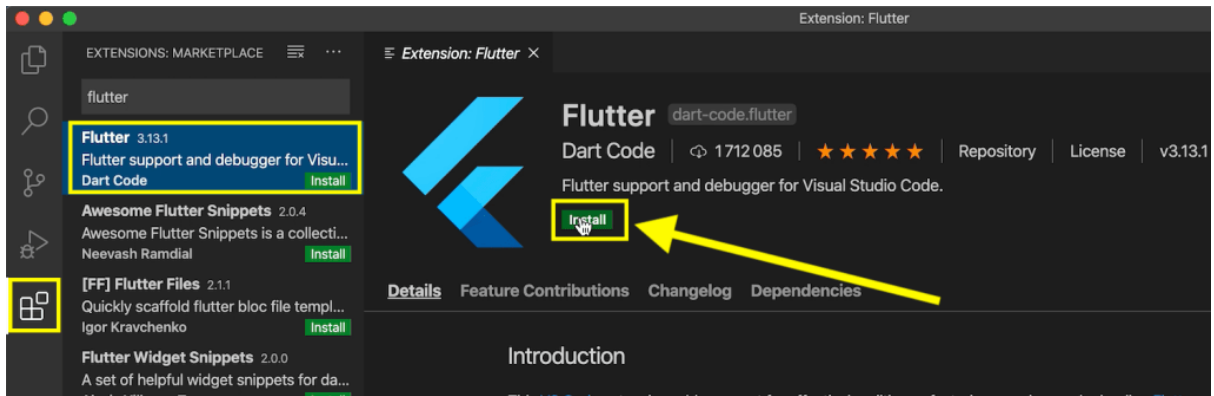 Extension: Flutter
EXTENSIONS: MARKETPLACE
flutter
Flutter 3.13.1
Flutter support and debugger for Visu...
Dart Code Install
Awesome Flutter Snippets 2.0.4
Awesome Flutter Snippets is a collecti...
Neevash Ramdial Install
[FF] Flutter Files 2.1.1
Quickly scaffold flutter bloc file templ...
Igor Kravchenko Install
Flutter Widget Snippets 2.0.0
A set of helpful widget snippets for da...
Extension: Flutter
Flutter dart-code.flutter
Dart Code 1 712 085 Repository License v3.13.1
Flutter support and debugger for Visual Studio Code.
Install
Details Feature Contributions Changelog Dependencies
Introduction